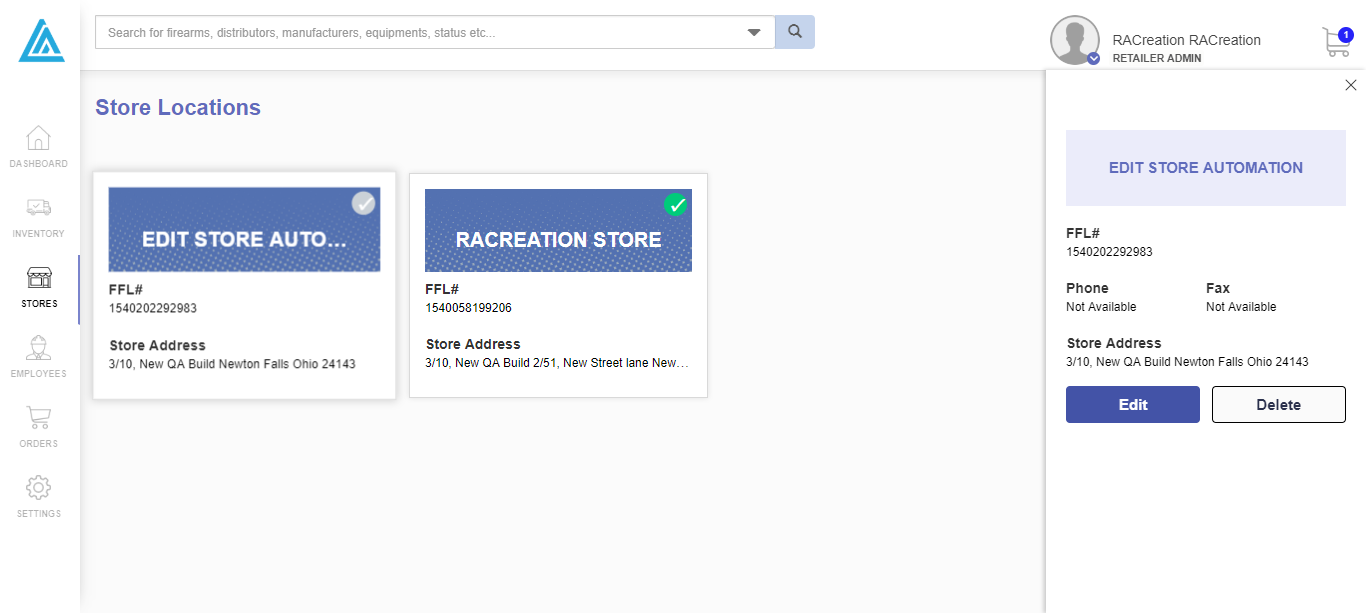 Search for firearms, distributors, manufacturers, equipments, status etc...
RACreation RACreation
RETAILER ADMIN
1
DASHBOARD
INVENTORY
STORES
EMPLOYEES
ORDERS
SETTINGS
Store Locations
EDIT STORE AUTO...
FFL#
1540202292983
Store Address
3/10, New QA Build Newton Falls Ohio 24143
RACREATION STORE
FFL#
1540058199206
Store Address
3/10, New QA Build 2/51, New Street lane New...
EDIT STORE AUTOMATION
FFL#
1540202292983
Phone Fax
Not Available Not Available
Store Address
3/10, New QA Build Newton Falls Ohio 24143
Edit Delete